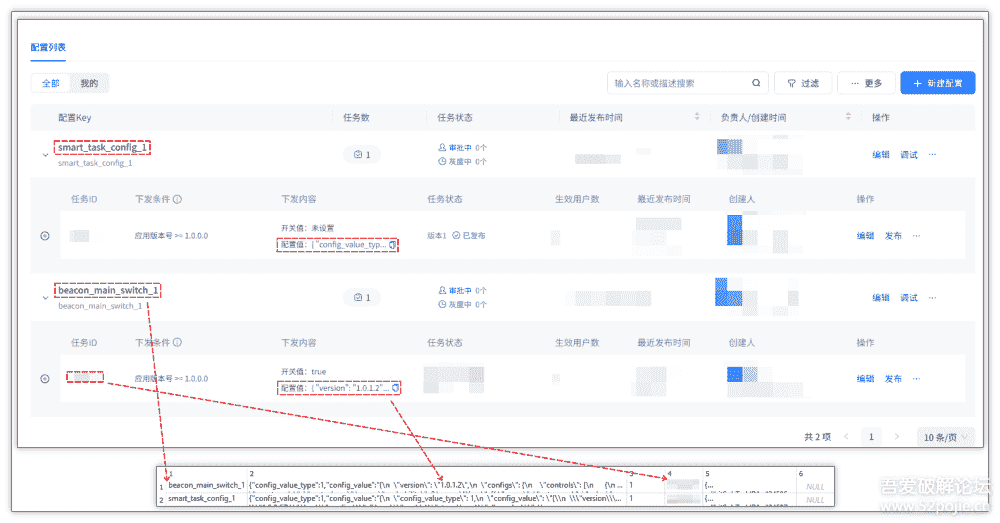 配置列表
全部 我的 输入名称或描述搜索 过滤 ··· 更多 + 新建配置
配置Key 任务数 任务状态 最近发布时间 负责人/创建时间 操作
smart_task_config_1 1 审批中 0个 编辑 调试 ···
smart_task_config_1 灰度中 0个
任务ID 下发条件 下发内容 任务状态 生效用户数 最近发布时间 创建人 操作
开关值：未设置
应用版本号 >= 1.0.0.0 版本1 已发布 编辑 发布 ···
配置值：{ "config_value_typ...
beacon_main_switch_1 1 审批中 0个 编辑 调试 ···
beacon_main_switch_1 灰度中 0个
任务ID 下发条件 下发内容 任务状态 生效用户数 最近发布时间 创建人 操作
开关值：true
应用版本号 >= 1.0.0.0 编辑 发布 ···
配置值：{ "version": "1.0.1.2"...
共 2 项 < 1 > 10 条/页
1 2 3 4 5 6
1 beacon_main_switch_1 {"config_value_type":1,"config_value":"{\n \"version\": \"1.0.1.2\",\n \"configs\": {\n \"controls\": [\n {\n ... 1 {... NULL
2 smart_task_config_1 {"config_value_type":1,"config_value":"{\n \"config_value_type\": 1,\n \"config_value\": \"[\\n \\\"version\\\... 1 {... NULL
吾爱破解论坛
www.52pojie.cn